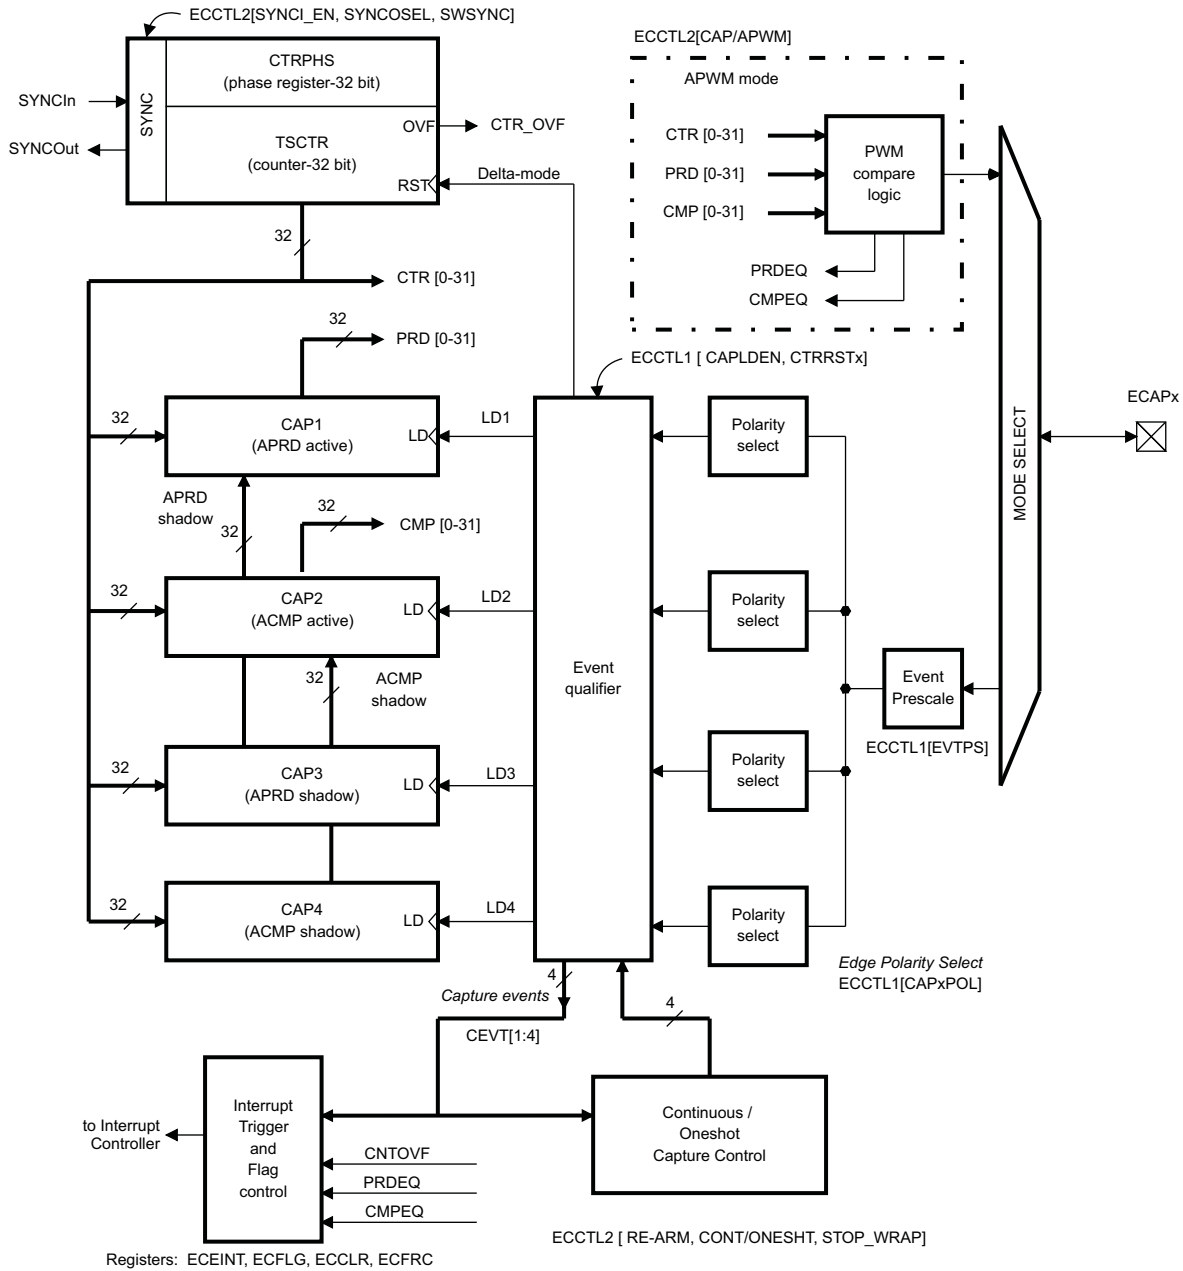 ECCTL2[SYNCI_EN, SYNCOSEL, SWSYNC]
ECCTL2[CAP/APWM]
CTRPHS
(phase register-32 bit)
APWM mode
SYNCIn
SYNC
OVF
CTR_OVF
SYNCOut
TSCTR
(counter-32 bit)
RST
Delta-mode
CTR [0-31]
PRD [0-31]
CMP [0-31]
PWM
compare
logic
PRDEQ
CMPEQ
32
CTR [0-31]
32
PRD [0-31]
ECCTL1 [ CAPLDEN, CTRRSTx]
32
CAP1
(APRD active)
LD
LD1
Polarity
select
MODE SELECT
ECAPx
APRD
shadow
32
32
CMP [0-31]
32
CAP2
(ACMP active)
LD
LD2
Polarity
select
32
ACMP
shadow
Event
qualifier
Event
Prescale
ECCTL1[EVTPS]
32
CAP3
(APRD shadow)
LD
LD3
Polarity
select
32
CAP4
(ACMP shadow)
LD
LD4
Polarity
select
Edge Polarity Select
ECCTL1[CAPxPOL]
4
Capture events
CEVT[1:4]
4
to Interrupt
Controller
Interrupt
Trigger
and
Flag
control
CNTOVF
PRDEQ
CMPEQ
Continuous /
Oneshot
Capture Control
ECCTL2 [ RE-ARM, CONT/ONESHT, STOP_WRAP]
Registers: ECEINT, ECFLG, ECCLR, ECFRC